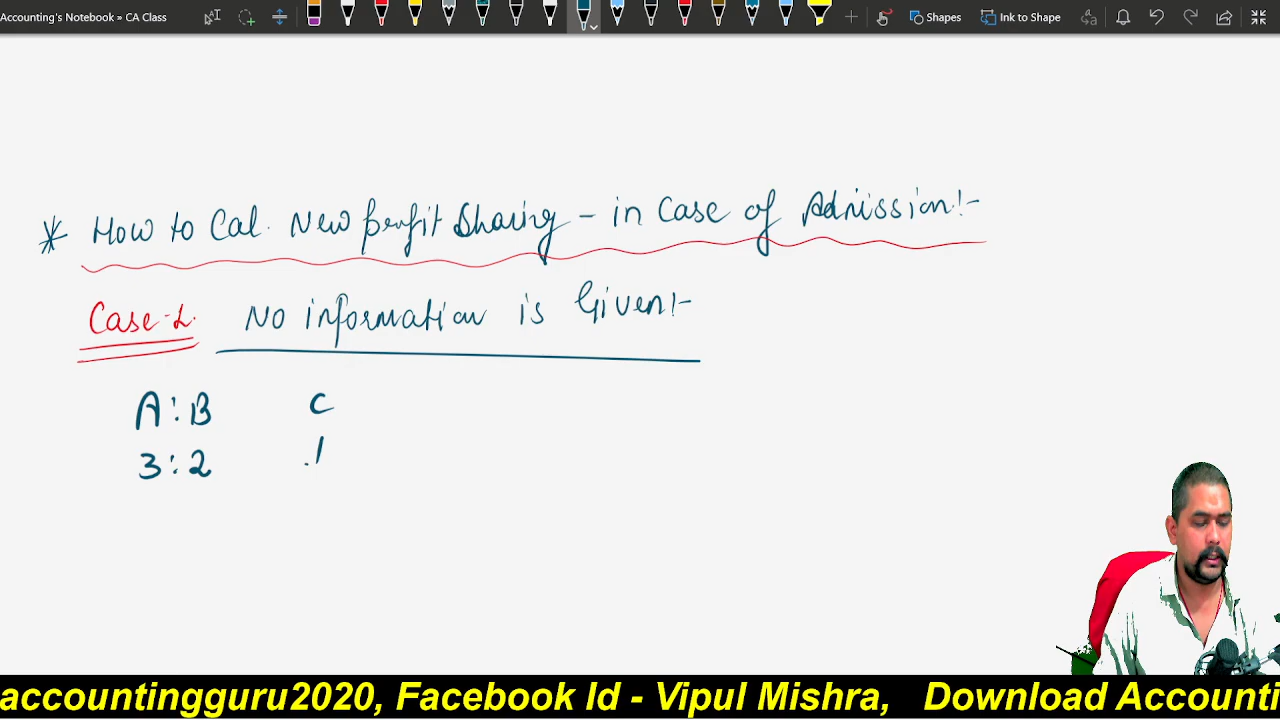 Accounting's Notebook » CA Class
Shapes
Ink to Shape
* How to Cal. New Profit Sharing - in Case of Admission:-
Case-1. No information is Given:-
A:B C
3:2 1
accountingguru2020, Facebook Id - Vipul Mishra, Download Accounti